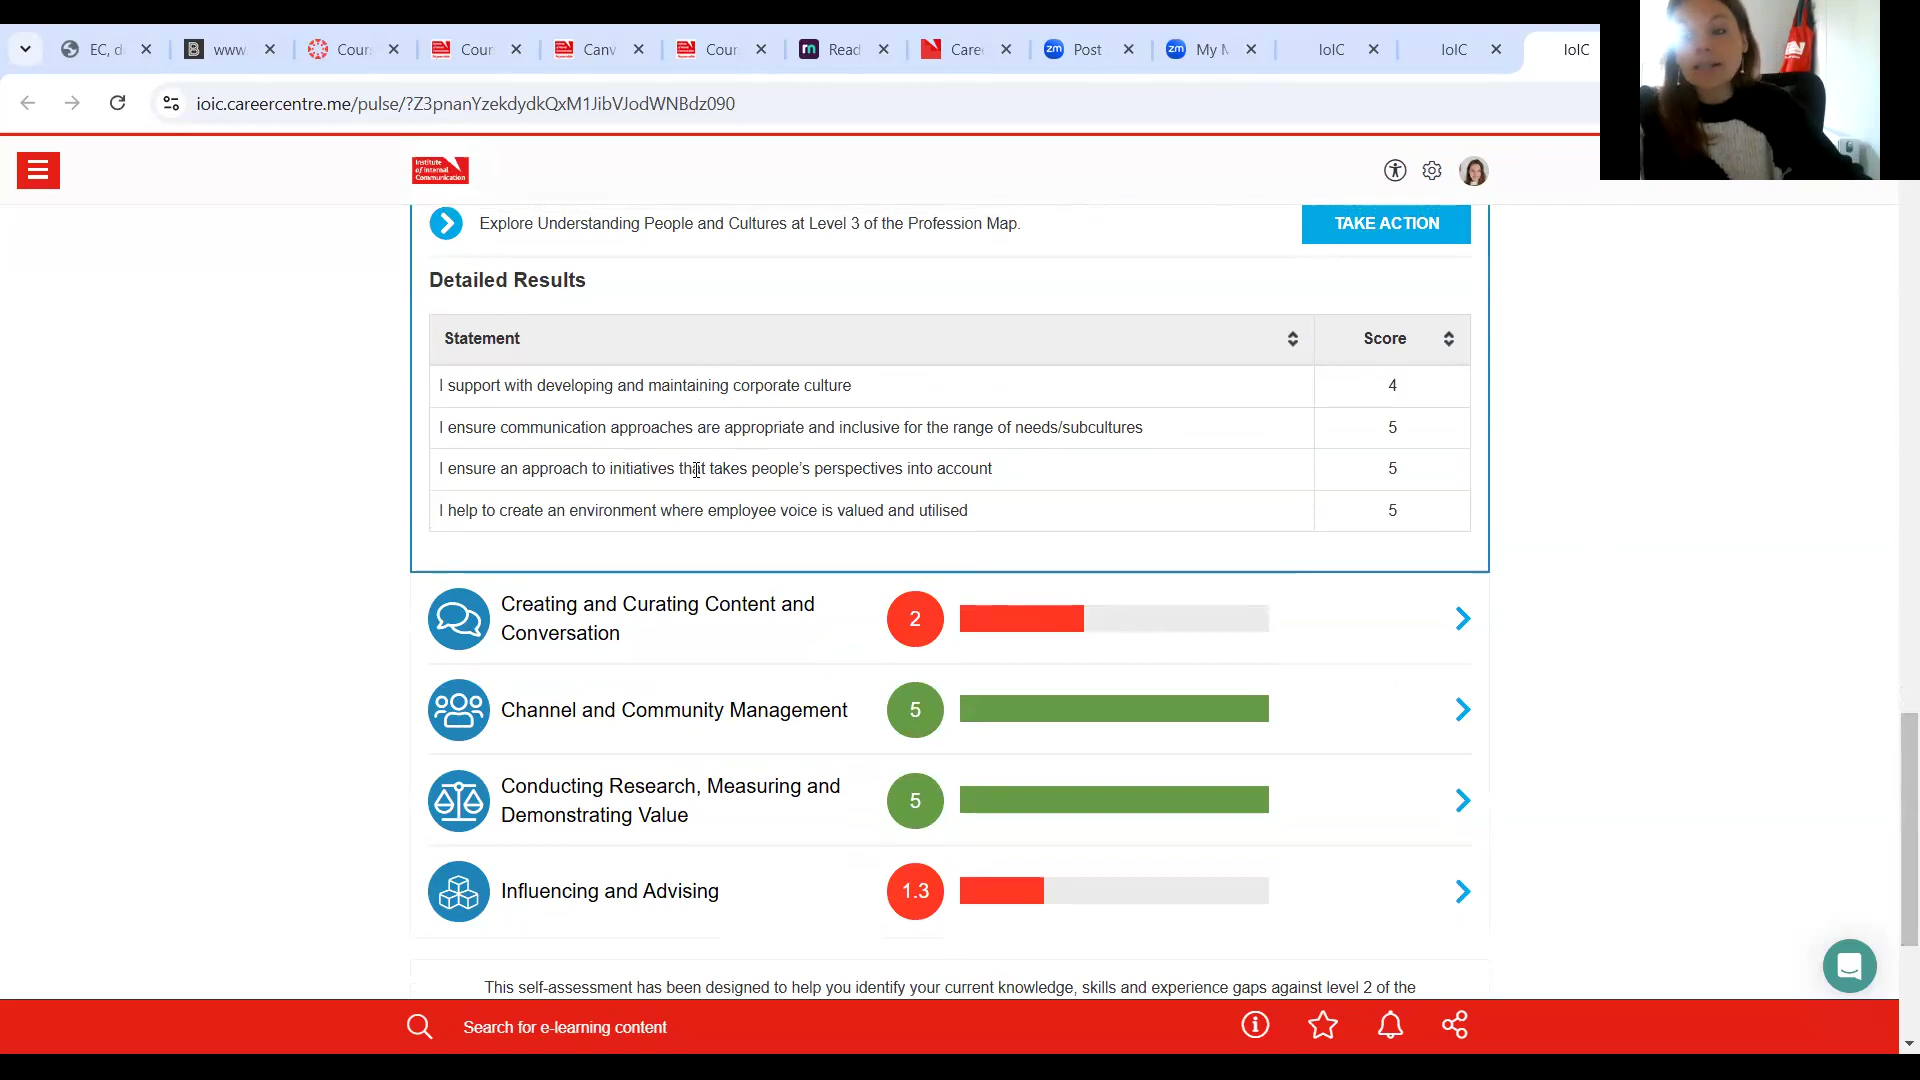 EC, d
www
Cour
Cour
Canv
Cour
Read
Care
zm
Post
zm
My M
IoIC
IoIC
IoIC
ioic.careercentre.me/pulse/?Z3pnanYzekdydkQxM1JibVJodWNBdz090
Institute
of Internal
Communication
Explore Understanding People and Cultures at Level 3 of the Profession Map.
TAKE ACTION
Detailed Results
Statement
Score
I support with developing and maintaining corporate culture
4
I ensure communication approaches are appropriate and inclusive for the range of needs/subcultures
5
I ensure an approach to initiatives that takes people’s perspectives into account
5
I help to create an environment where employee voice is valued and utilised
5
Creating and Curating Content and
Conversation
2
Channel and Community Management
5
Conducting Research, Measuring and
Demonstrating Value
5
Influencing and Advising
1.3
This self-assessment has been designed to help you identify your current knowledge, skills and experience gaps against level 2 of the
Search for e-learning content